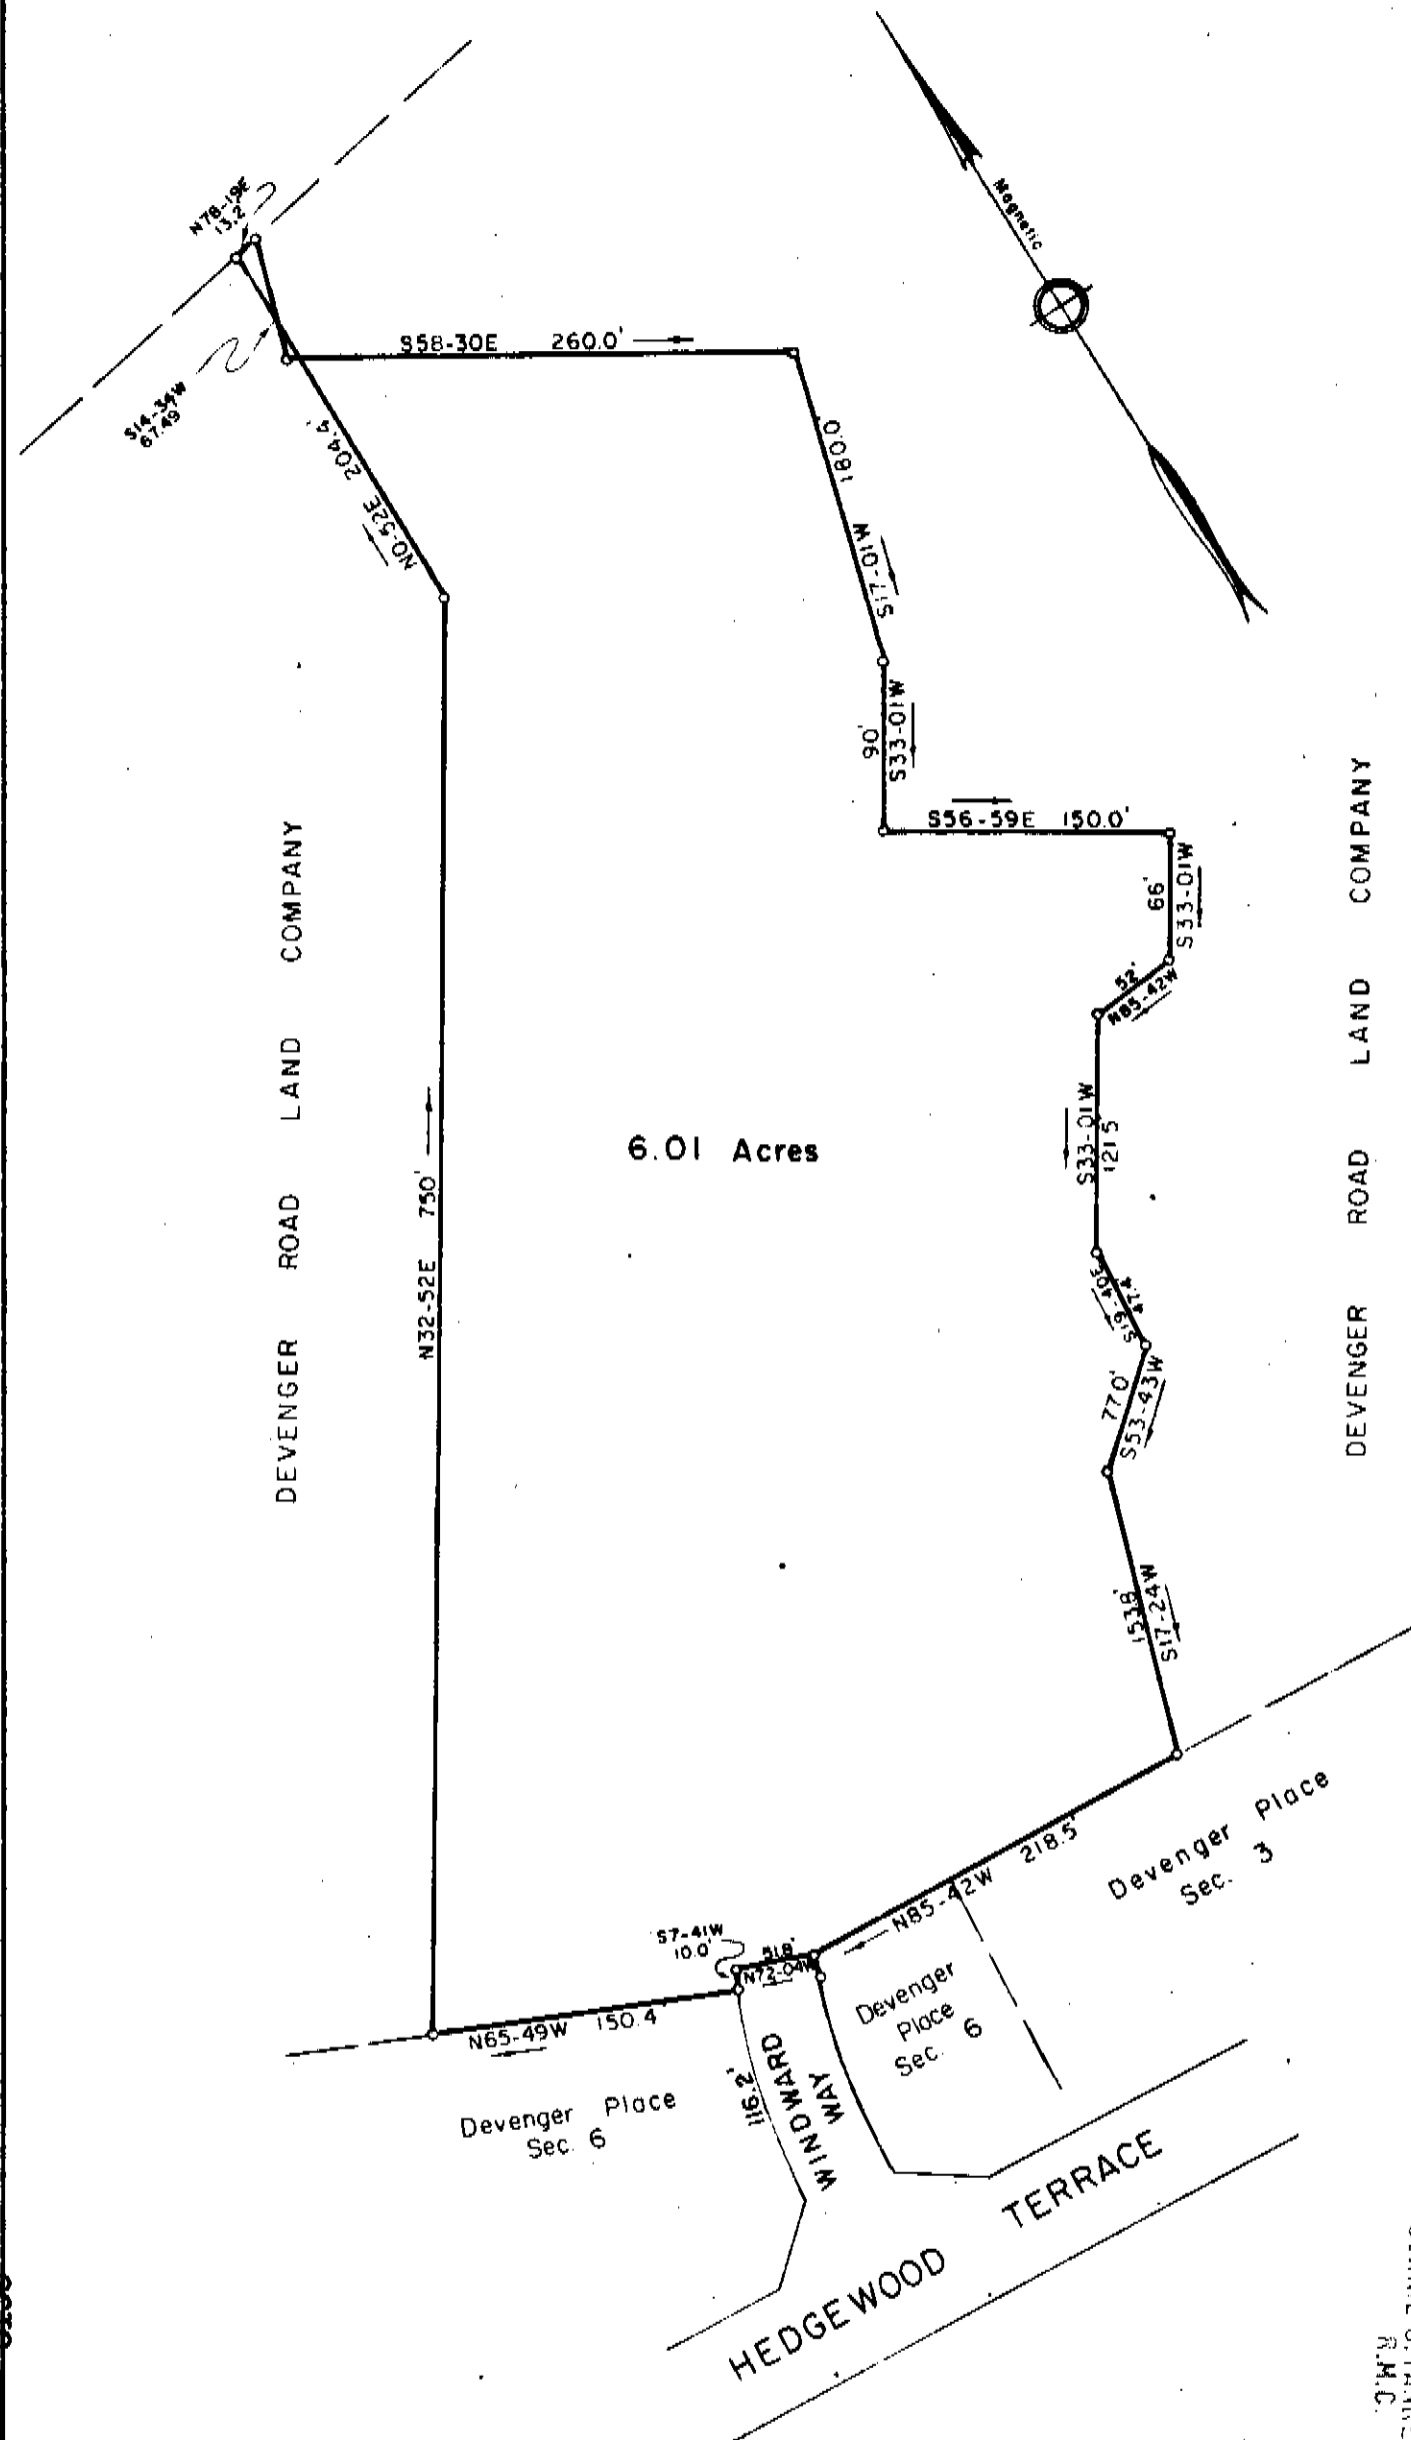 N78-19E
13.2'
Magnetic
S58-30E 260.0'
S14-34W
67.49'
N0-52E 204.4'
180.0'
S17-01W
90'
S33-01W
S56-59E 150.0'
66'
S33-01W
52'
N85-42W
DEVENGER ROAD LAND COMPANY
DEVENGER ROAD LAND COMPANY
6.01 Acres
N32-52E 750'
S33-01W
121.5'
S19-40E
47.4'
77.0'
S53-43W
153.8'
S17-24W
N85-42W 218.5'
Devenger Place
Sec. 3
S7-41W
10.0'
51.8'
N72-04W
N65-49W 150.4'
Devenger
Place
Sec. 6
116.2'
WINDWARD
WAY
Devenger Place
Sec. 6
HEDGEWOOD TERRACE
R.M.C.